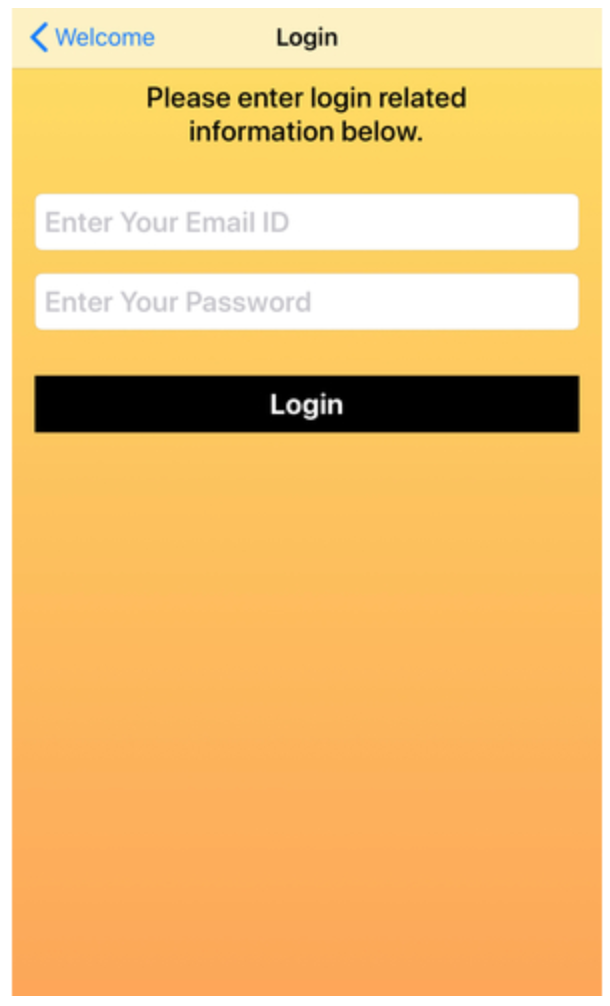 Welcome
Login
Please enter login related
information below.
Enter Your Email ID
Enter Your Password
Login